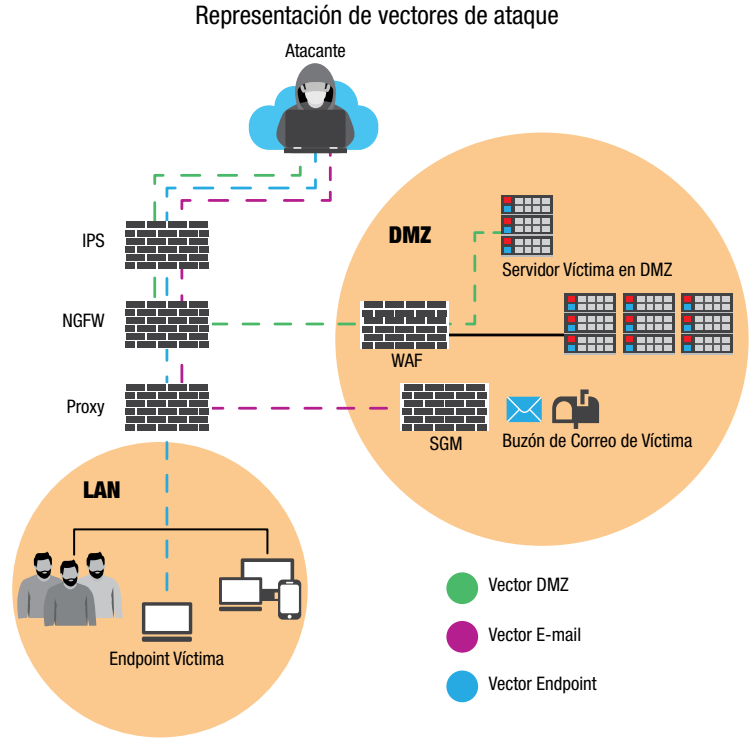 Representación de vectores de ataque
Atacante
IPS
DMZ
Servidor Víctima en DMZ
NGFW
WAF
Proxy
SGM
Buzón de Correo de Víctima
LAN
Endpoint Víctima
Vector DMZ
Vector E-mail
Vector Endpoint